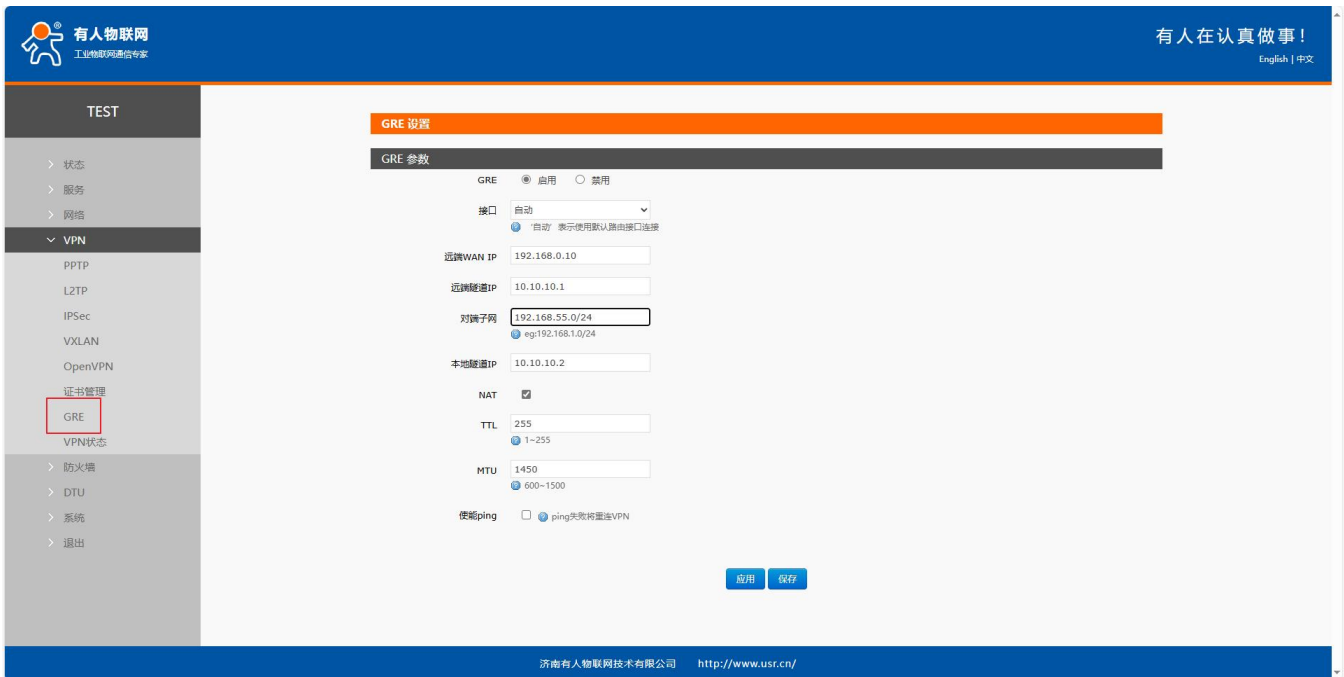 有人物联网
工业物联网通信专家
有人在认真做事！
English | 中文
TEST
状态
服务
网络
VPN
PPTP
L2TP
IPSec
VXLAN
OpenVPN
证书管理
GRE
VPN状态
防火墙
DTU
系统
退出
GRE 设置
GRE 参数
GRE 启用 禁用
接口 自动
'自动' 表示使用默认路由接口连接
远端WAN IP 192.168.0.10
远端隧道IP 10.10.10.1
对端子网 192.168.55.0/24
eg:192.168.1.0/24
本地隧道IP 10.10.10.2
NAT
TTL 255
1~255
MTU 1450
600~1500
使能ping ping失败将重连VPN
应用 保存
济南有人物联网技术有限公司 http://www.usr.cn/